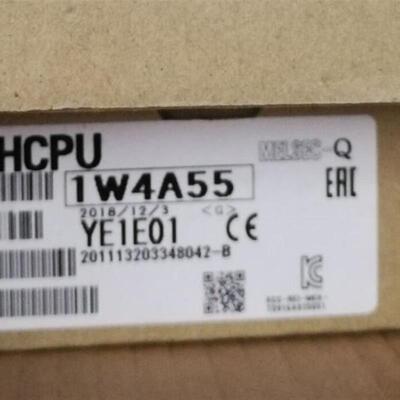 HCPU
MELSEC-Q
1W4A55
2018/12/3 <G>
EAC
YE1E01 CE
201113203348042-B